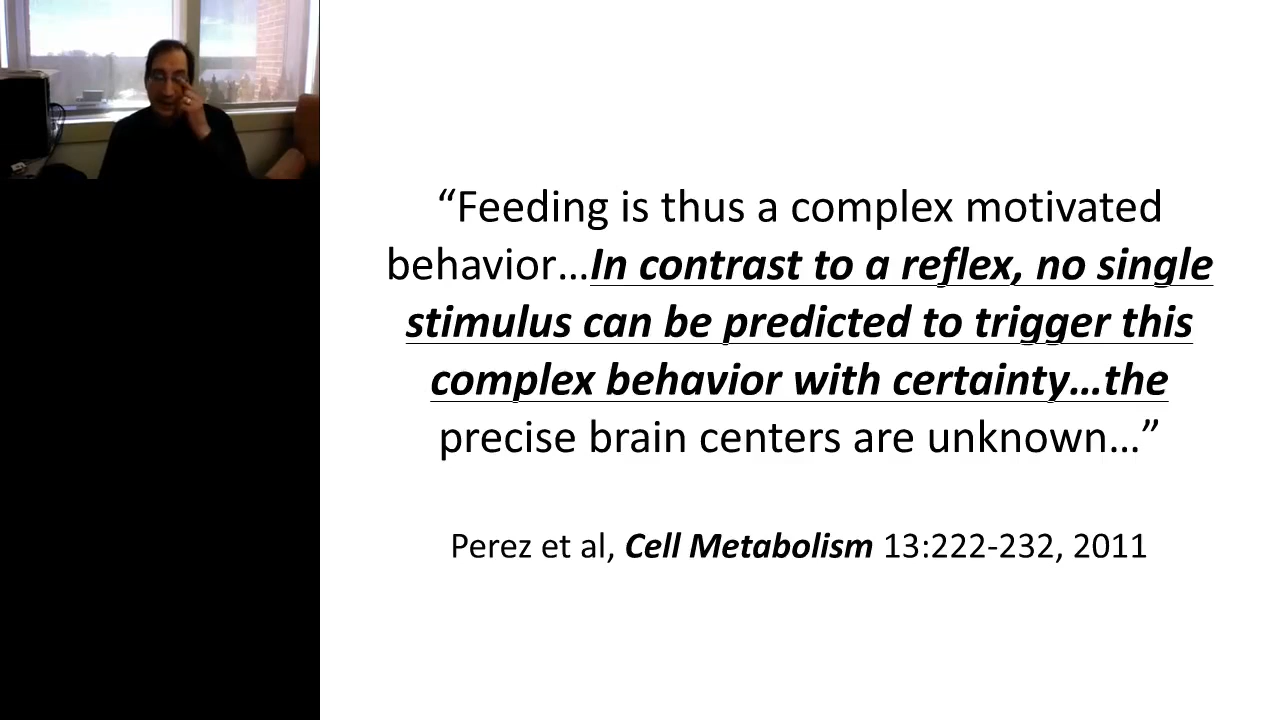 “Feeding is thus a complex motivated
behavior…In contrast to a reflex, no single
stimulus can be predicted to trigger this
complex behavior with certainty…the
precise brain centers are unknown…”
Perez et al, Cell Metabolism 13:222-232, 2011